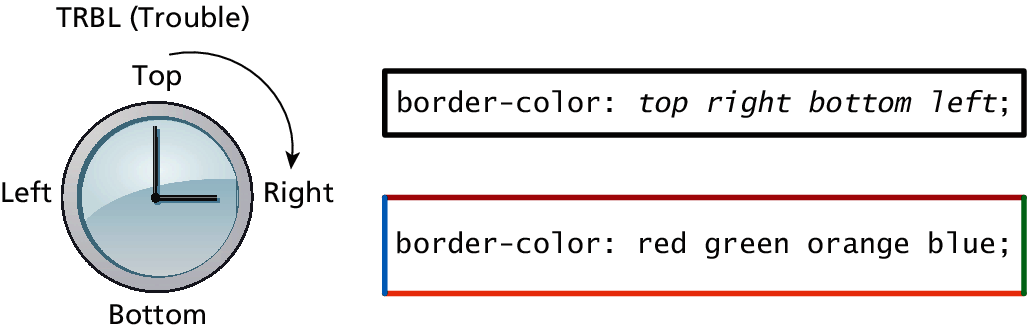 TRBL (Trouble)
Top
Left
Right
Bottom
border-color: top right bottom left;
border-color: red green orange blue;